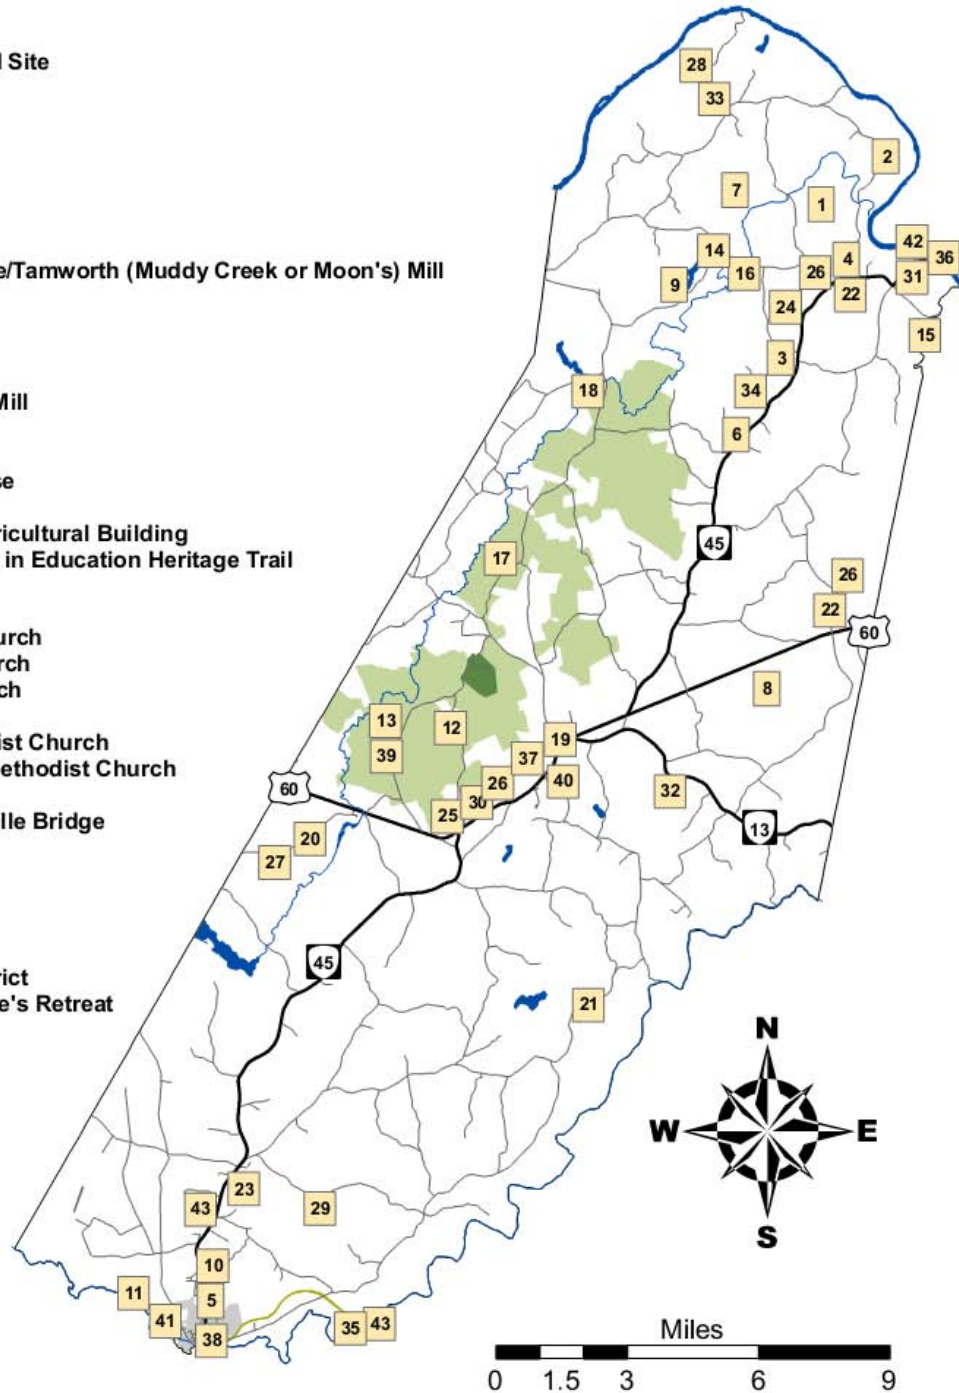 l Site
e/Tamworth (Muddy Creek or Moon's) Mill
Mill
se
ricultural Building
in Education Heritage Trail
urch
rch
ch
ist Church
ethodist Church
lle Bridge
rict
e's Retreat
28
33
2
7
1
42
14
4
36
26
16
31
9
22
24
15
3
18
34
6
45
17
26
22
60
8
13
12
19
39
37
40
26
60
32
30
25
13
20
27
45
21
N
W E
S
23
43
29
10
11
5
41
35 43
38
Miles
0 1.5 3 6 9